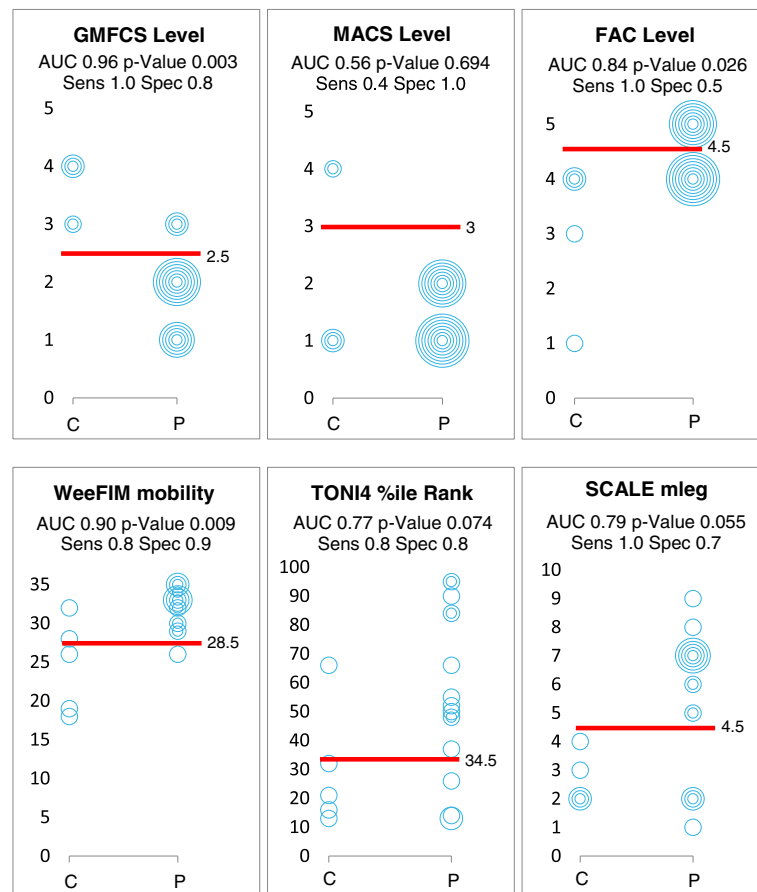 GMFCS Level
AUC 0.96 p-Value 0.003
Sens 1.0 Spec 0.8
5
4
3
2.5
2
1
0
C P
MACS Level
AUC 0.56 p-Value 0.694
Sens 0.4 Spec 1.0
5
4
3
3
2
1
0
C P
FAC Level
AUC 0.84 p-Value 0.026
Sens 1.0 Spec 0.5
5
4.5
4
3
2
1
0
C P
WeeFIM mobility
AUC 0.90 p-Value 0.009
Sens 0.8 Spec 0.9
35
30
28.5
25
20
15
10
5
0
C P
TONI4 %ile Rank
AUC 0.77 p-Value 0.074
Sens 0.8 Spec 0.8
100
90
80
70
60
50
40
34.5
30
20
10
0
C P
SCALE mleg
AUC 0.79 p-Value 0.055
Sens 1.0 Spec 0.7
10
9
8
7
6
5
4.5
4
3
2
1
0
C P